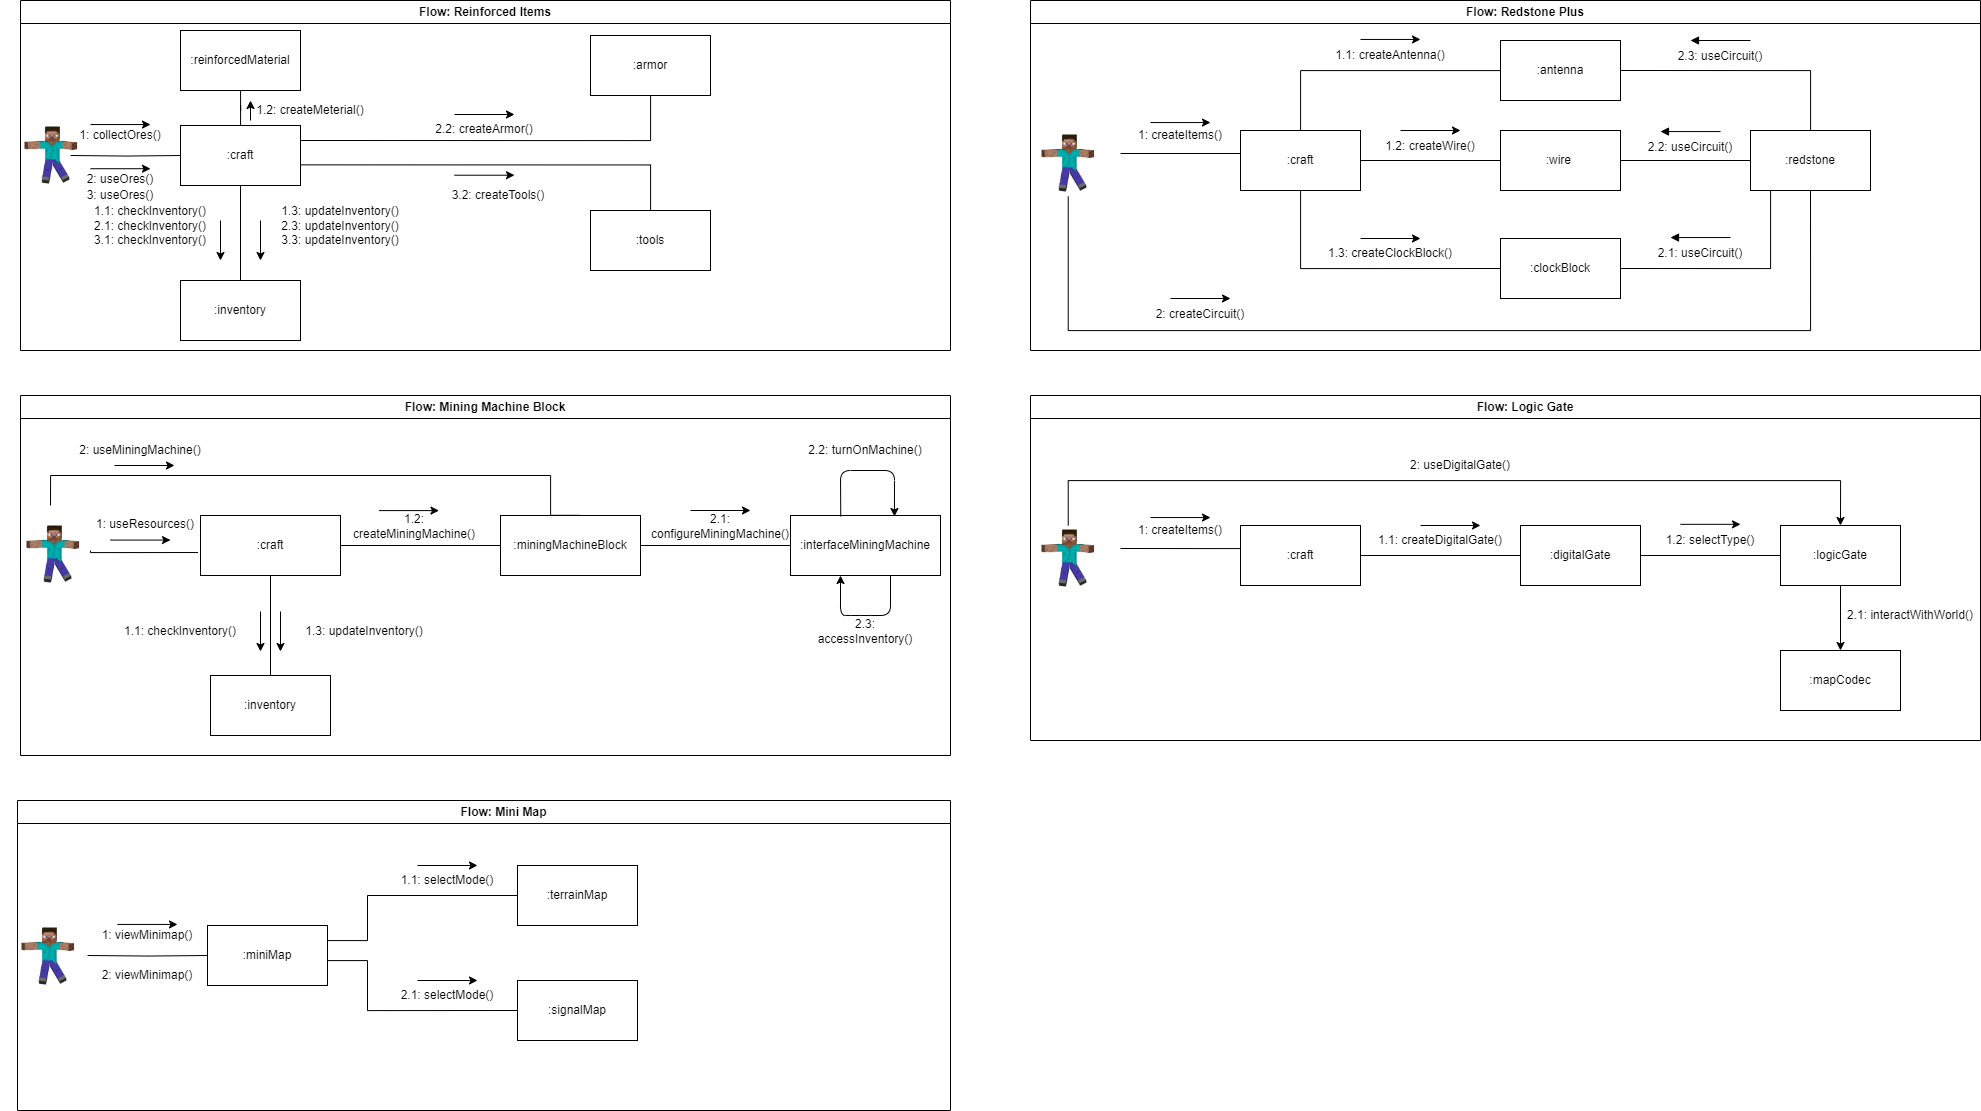 Flow: Reinforced Items
:reinforcedMaterial
:armor
1.2: createMeterial()
1: collectOres()
2.2: createArmor()
:craft
2: useOres()
3: useOres()
3.2: createTools()
1.1: checkInventory()
2.1: checkInventory()
3.1: checkInventory()
1.3: updateInventory()
2.3: updateInventory()
3.3: updateInventory()
:tools
:inventory
Flow: Redstone Plus
1.1: createAntenna()
:antenna
2.3: useCircuit()
1: createItems()
:craft
1.2: createWire()
:wire
2.2: useCircuit()
:redstone
1.3: createClockBlock()
:clockBlock
2.1: useCircuit()
2: createCircuit()
Flow: Mining Machine Block
2: useMiningMachine()
2.2: turnOnMachine()
1: useResources()
:craft
1.2:
createMiningMachine()
:miningMachineBlock
2.1:
configureMiningMachine()
:interfaceMiningMachine
1.1: checkInventory()
1.3: updateInventory()
2.3:
accessInventory()
:inventory
Flow: Logic Gate
2: useDigitalGate()
1: createItems()
:craft
1.1: createDigitalGate()
:digitalGate
1.2: selectType()
:logicGate
2.1: interactWithWorld()
:mapCodec
Flow: Mini Map
1.1: selectMode()
:terrainMap
1: viewMinimap()
:miniMap
2: viewMinimap()
2.1: selectMode()
:signalMap